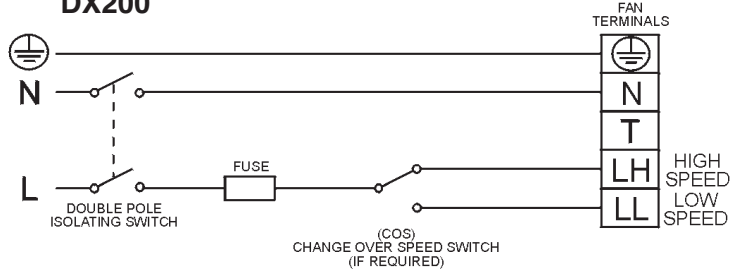 DX200
FAN
TERMINALS
N
N
T
FUSE
LH
HIGH
SPEED
L
LL
LOW
SPEED
DOUBLE POLE
ISOLATING SWITCH
(COS)
CHANGE OVER SPEED SWITCH
(IF REQUIRED)